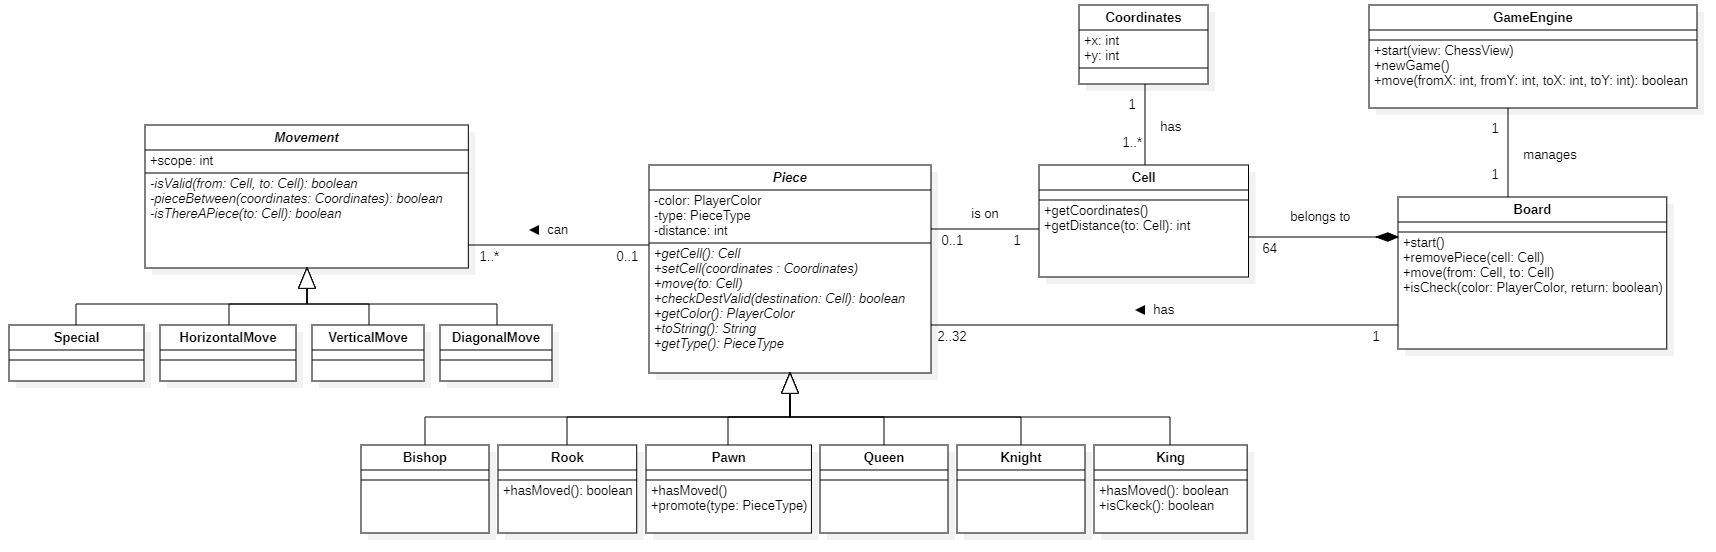 Coordinates
+x: int
+y: int
GameEngine
+start(view: ChessView)
+newGame()
+move(fromX: int, fromY: int, toX: int, toY: int): boolean
1
has
1..*
1
manages
1
Movement
+scope: int
-isValid(from: Cell, to: Cell): boolean
-pieceBetween(coordinates: Coordinates): boolean
-isThereAPiece(to: Cell): boolean
can
1..*
0..1
Piece
-color: PlayerColor
-type: PieceType
-distance: int
+getCell(): Cell
+setCell(coordinates : Coordinates)
+move(to: Cell)
+checkDestValid(destination: Cell): boolean
+getColor(): PlayerColor
+toString(): String
+getType(): PieceType
is on
0..1
1
Cell
+getCoordinates()
+getDistance(to: Cell): int
belongs to
64
Board
+start()
+removePiece(cell: Cell)
+move(from: Cell, to: Cell)
+isCheck(color: PlayerColor, return: boolean)
has
2..32
1
Special
HorizontalMove
VerticalMove
DiagonalMove
Bishop
Rook
+hasMoved(): boolean
Pawn
+hasMoved()
+promote(type: PieceType)
Queen
Knight
King
+hasMoved(): boolean
+isCkeck(): boolean